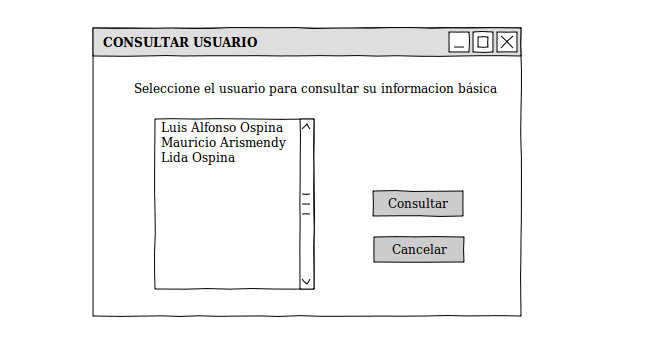 CONSULTAR USUARIO
Seleccione el usuario para consultar su informacion básica
Luis Alfonso Ospina
Mauricio Arismendy
Lida Ospina
Consultar
Cancelar